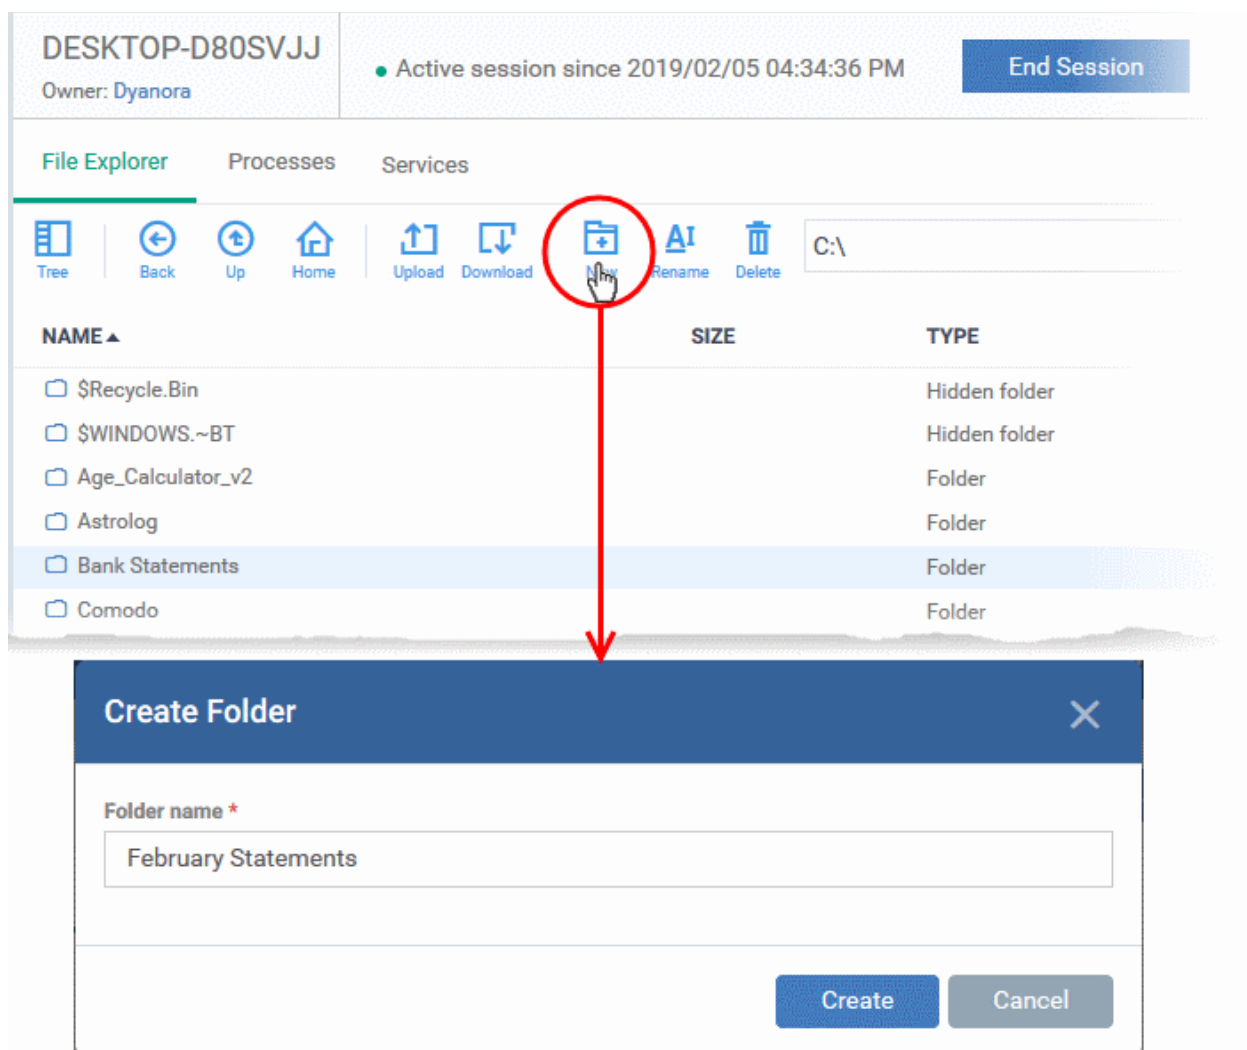 DESKTOP-D80SVJJ
Owner: Dyanora
Active session since 2019/02/05 04:34:36 PM
End Session
File Explorer Processes Services
Tree Back Up Home Upload Download New Rename Delete C:\
NAME SIZE TYPE
$Recycle.Bin Hidden folder
$WINDOWS.~BT Hidden folder
Age_Calculator_v2 Folder
Astrolog Folder
Bank Statements Folder
Comodo Folder
Create Folder
Folder name *
February Statements
Create Cancel